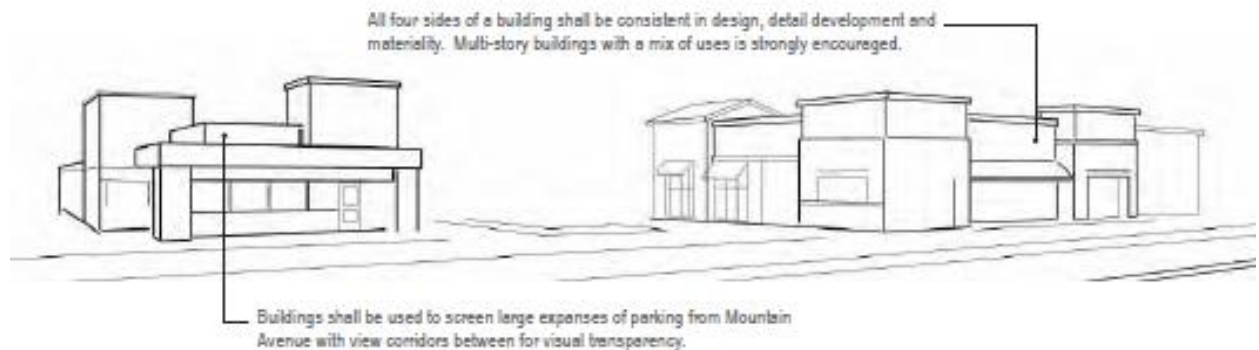 All four sides of a building shall be consistent in design, detail development and
materiality. Multi-story buildings with a mix of uses is strongly encouraged.
Buildings shall be used to screen large expanses of parking from Mountain
Avenue with view corridors between for visual transparency.